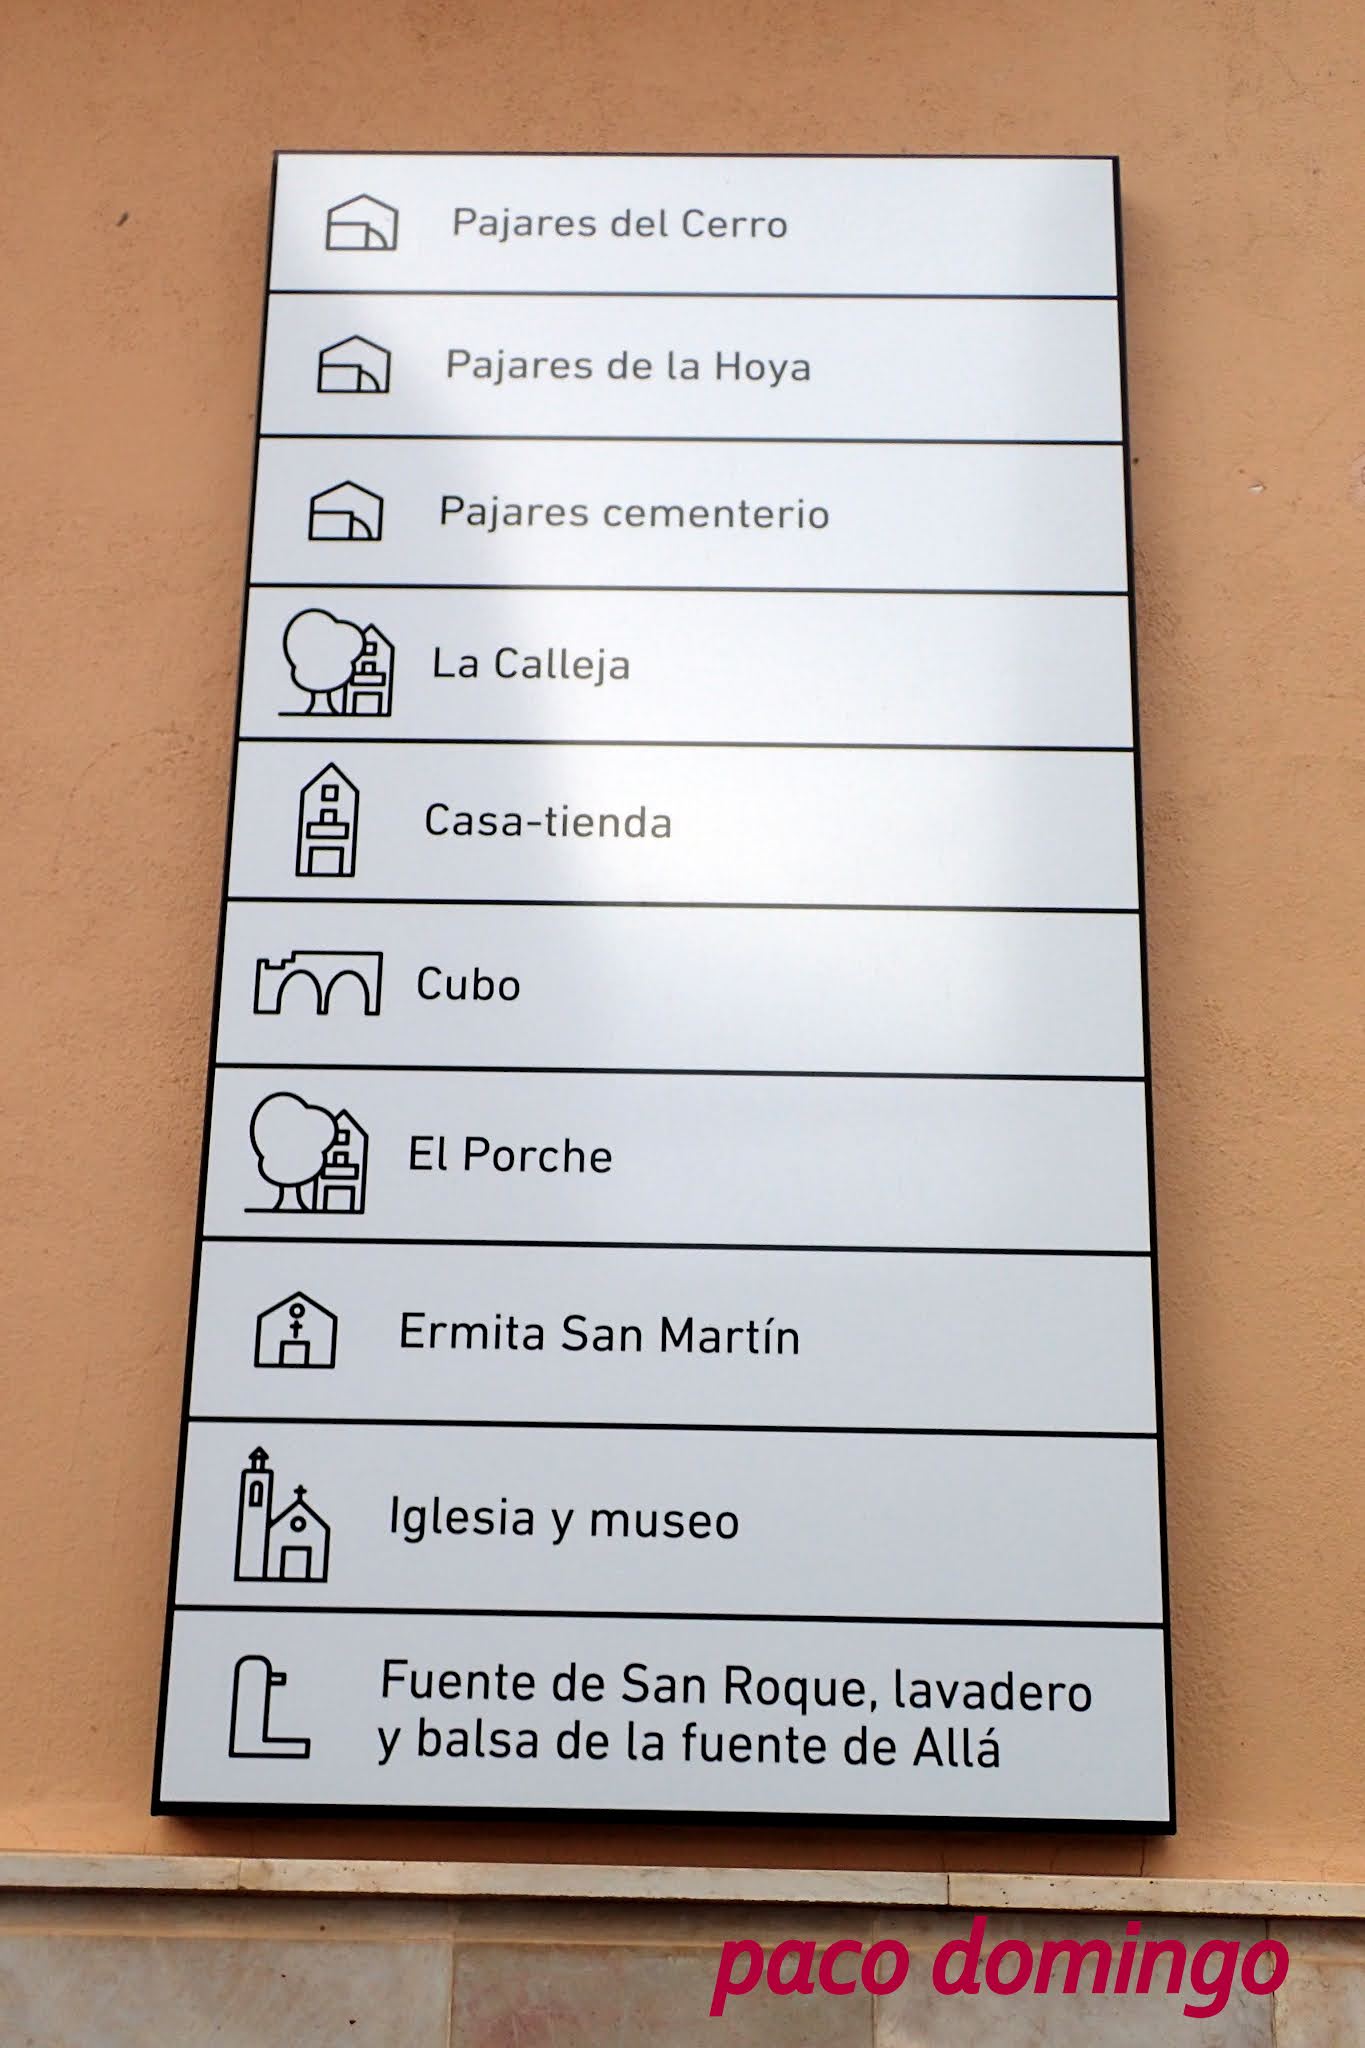 Pajares del Cerro
Pajares de la Hoya
Pajares cementerio
La Calleja
Casa-tienda
Cubo
El Porche
Ermita San Martín
Iglesia y museo
Fuente de San Roque, lavadero
y balsa de la fuente de Allá
paco domingo